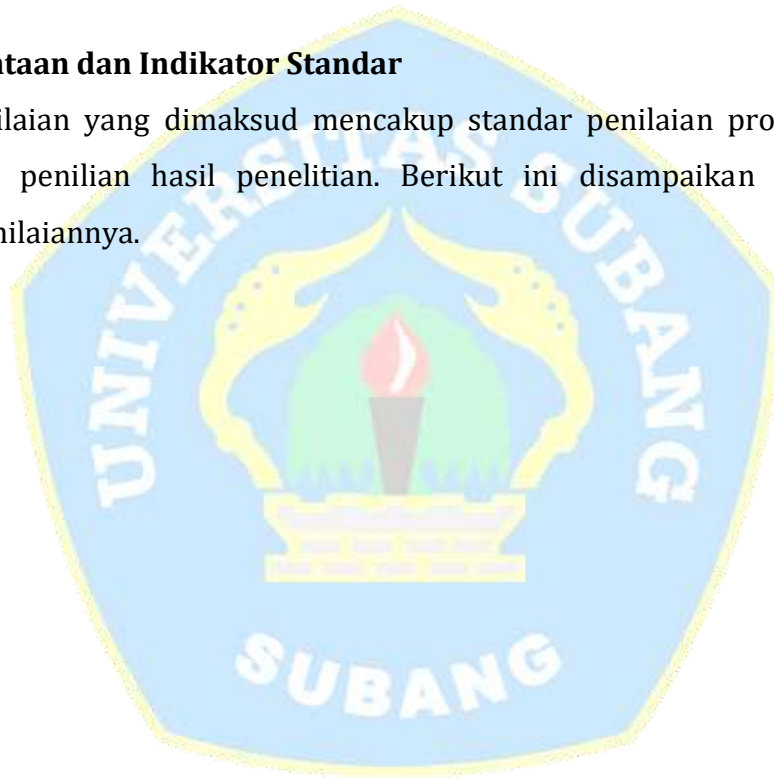 ntaan dan Indikator Standar
ilaian yang dimaksud mencakup standar penilaian pro
penilian hasil penelitian. Berikut ini disampaikan
nilaiannya.
UNIVERSITAS SUBANG
SUBANG